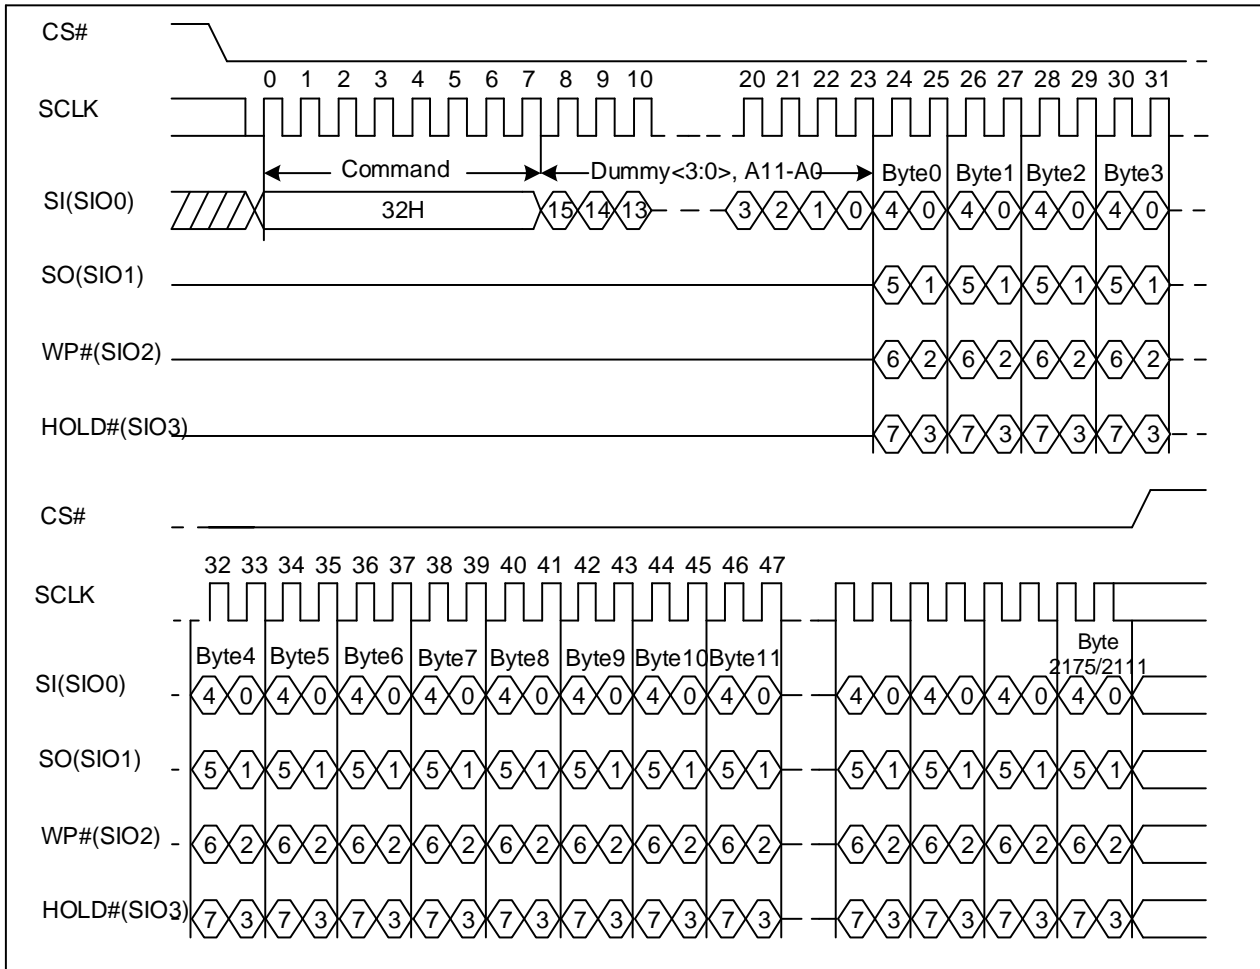 CS#
0 1 2 3 4 5 6 7 8 9 10 20 21 22 23 24 25 26 27 28 29 30 31
SCLK
Command Dummy<3:0>, A11-A0 Byte0 Byte1 Byte2 Byte3
SI(SIO0) 32H 15 14 13 3 2 1 0 4 0 4 0 4 0 4 0
SO(SIO1) 5 1 5 1 5 1 5 1
WP#(SIO2) 6 2 6 2 6 2 6 2
HOLD#(SIO3) 7 3 7 3 7 3 7 3
CS#
32 33 34 35 36 37 38 39 40 41 42 43 44 45 46 47
SCLK
Byte4 Byte5 Byte6 Byte7 Byte8 Byte9 Byte10 Byte11 Byte
2175/2111
SI(SIO0) 4 0 4 0 4 0 4 0 4 0 4 0 4 0 4 0 4 0 4 0 4 0 4 0
SO(SIO1) 5 1 5 1 5 1 5 1 5 1 5 1 5 1 5 1 5 1 5 1 5 1 5 1
WP#(SIO2) 6 2 6 2 6 2 6 2 6 2 6 2 6 2 6 2 6 2 6 2 6 2 6 2
HOLD#(SIO3) 7 3 7 3 7 3 7 3 7 3 7 3 7 3 7 3 7 3 7 3 7 3 7 3